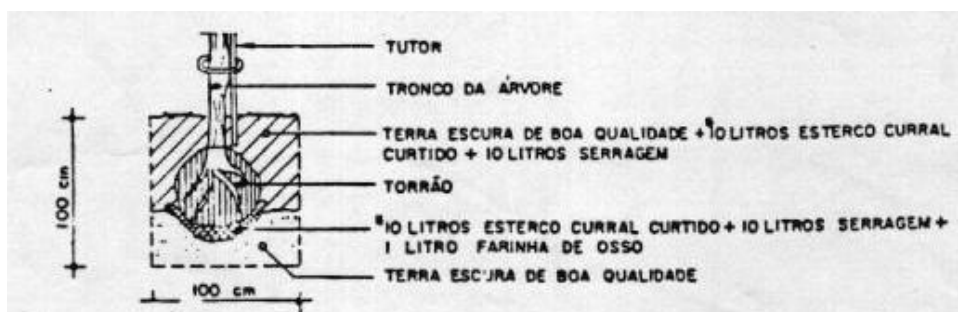 TUTOR
TRONCO DA ÁRVORE
TERRA ESCURA DE BOA QUALIDADE + *10 LITROS ESTERCO CURRAL
CURTIDO + 10 LITROS SERRAGEM
TORRÃO
*10 LITROS ESTERCO CURRAL CURTIDO + 10 LITROS SERRAGEM +
1 LITRO FARINHA DE OSSO
TERRA ESCURA DE BOA QUALIDADE
100 cm
100 cm